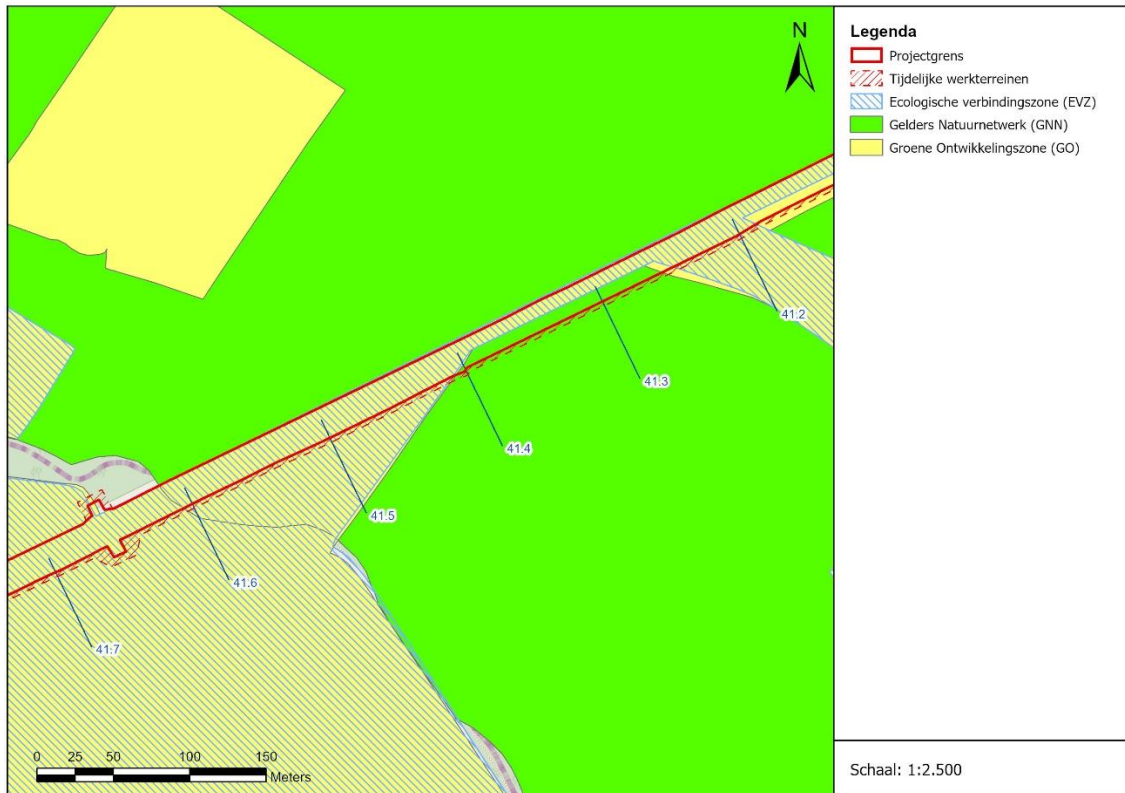 N
41.2
41.3
41.4
41.5
41.6
41.7
0 25 50 100 150
Meters
Legenda
Projectgrens
Tijdelijke werkterreinen
Ecologische verbindingszone (EVZ)
Gelders Natuurnetwerk (GNN)
Groene Ontwikkelingszone (GO)
Schaal: 1:2.500